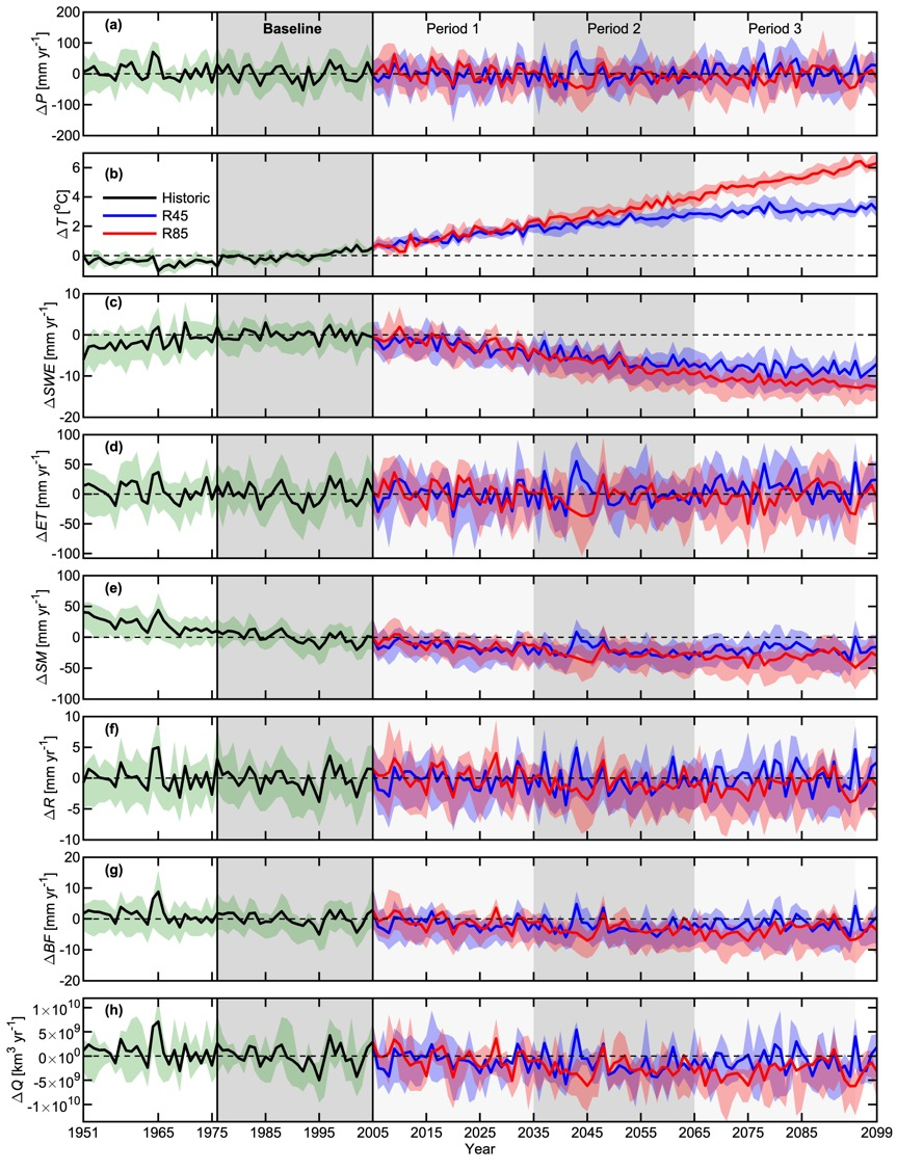 (a) Baseline Period 1 Period 2 Period 3
ΔP [mm yr⁻¹]
200
100
0
-100
-200
(b)
Historic
R45
R85
ΔT [°C]
6
4
2
0
(c)
ΔSWE [mm yr⁻¹]
10
0
-10
-20
(d)
ΔET [mm yr⁻¹]
100
50
0
-50
-100
(e)
ΔSM [mm yr⁻¹]
100
50
0
-50
-100
(f)
ΔR [mm yr⁻¹]
10
5
0
-5
-10
(g)
ΔBF [mm yr⁻¹]
20
10
0
-10
-20
(h)
ΔQ [km³ yr⁻¹]
1×10¹⁰
5×10⁹
0×10⁰
-5×10⁹
-1×10¹⁰
1951 1965 1975 1985 1995 2005 2015 2025 2035 2045 2055 2065 2075 2085 2099
Year